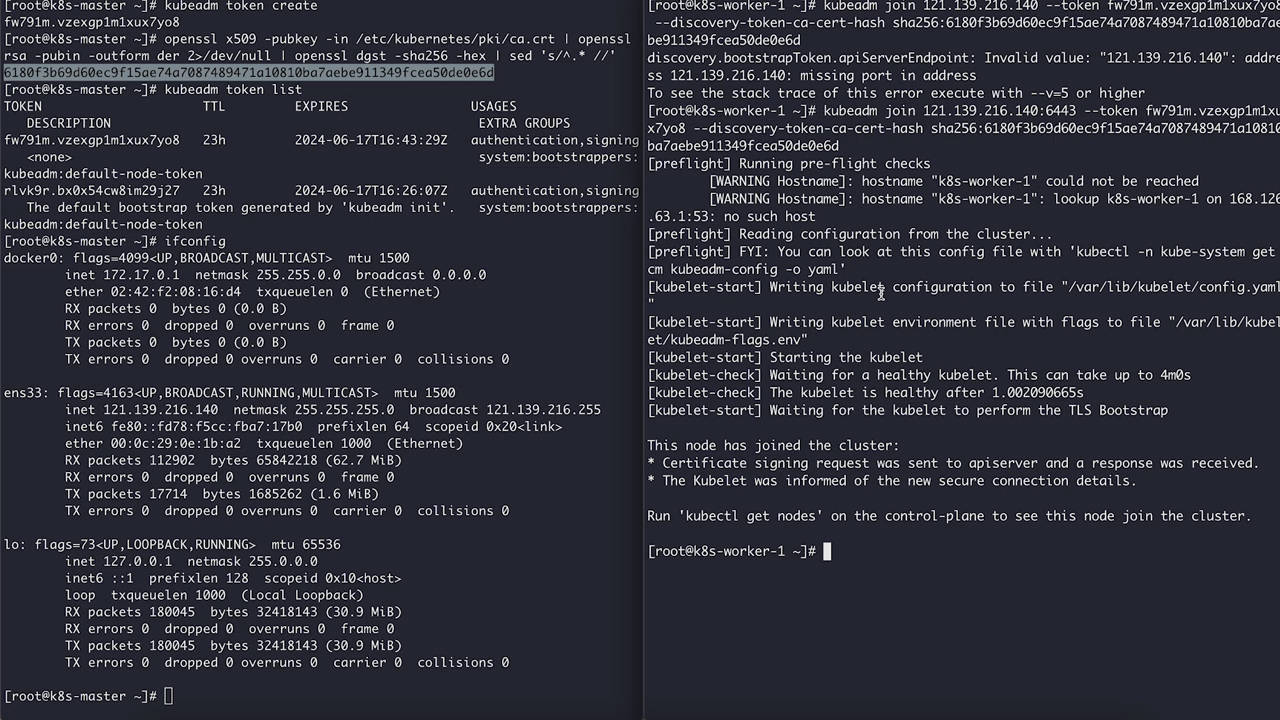 kubeadm token create
fw791m.vzexgp1m1xux7yo8
[root@k8s-master ~]# openssl x509 -pubkey -in /etc/kubernetes/pki/ca.crt | openssl
rsa -pubin -outform der 2>/dev/null | openssl dgst -sha256 -hex | sed 's/^.* //'
6180f3b69d60ec9f15ae74a7087489471a10810ba7aebe911349fcea50de0e6d
[root@k8s-master ~]# kubeadm token list
TOKEN TTL EXPIRES USAGES
DESCRIPTION EXTRA GROUPS
fw791m.vzexgp1m1xux7yo8 23h 2024-06-17T16:43:29Z authentication,signing
<none> system:bootstrappers:
kubeadm:default-node-token
rlvk9r.bx0x54cw8im29j27 23h 2024-06-17T16:26:07Z authentication,signing
The default bootstrap token generated by 'kubeadm init'. system:bootstrappers:
kubeadm:default-node-token
[root@k8s-master ~]# ifconfig
docker0: flags=4099<UP,BROADCAST,MULTICAST> mtu 1500
inet 172.17.0.1 netmask 255.255.0.0 broadcast 0.0.0.0
ether 02:42:f2:08:16:d4 txqueuelen 0 (Ethernet)
RX packets 0 bytes 0 (0.0 B)
RX errors 0 dropped 0 overruns 0 frame 0
TX packets 0 bytes 0 (0.0 B)
TX errors 0 dropped 0 overruns 0 carrier 0 collisions 0
ens33: flags=4163<UP,BROADCAST,RUNNING,MULTICAST> mtu 1500
inet 121.139.216.140 netmask 255.255.255.0 broadcast 121.139.216.255
inet6 fe80::fd78:f5cc:fba7:17b0 prefixlen 64 scopeid 0x20<link>
ether 00:0c:29:0e:1b:a2 txqueuelen 1000 (Ethernet)
RX packets 112902 bytes 65842218 (62.7 MiB)
RX errors 0 dropped 0 overruns 0 frame 0
TX packets 17714 bytes 1685262 (1.6 MiB)
TX errors 0 dropped 0 overruns 0 carrier 0 collisions 0
lo: flags=73<UP,LOOPBACK,RUNNING> mtu 65536
inet 127.0.0.1 netmask 255.0.0.0
inet6 ::1 prefixlen 128 scopeid 0x10<host>
loop txqueuelen 1000 (Local Loopback)
RX packets 180045 bytes 32418143 (30.9 MiB)
RX errors 0 dropped 0 overruns 0 frame 0
TX packets 180045 bytes 32418143 (30.9 MiB)
TX errors 0 dropped 0 overruns 0 carrier 0 collisions 0
[root@k8s-master ~]#
[root@k8s-worker-1 ~]# kubeadm join 121.139.216.140 --token fw791m.vzexgp1m1xux7yo8
--discovery-token-ca-cert-hash sha256:6180f3b69d60ec9f15ae74a7087489471a10810ba7ae
be911349fcea50de0e6d
discovery.bootstrapToken.apiServerEndpoint: Invalid value: "121.139.216.140": addre
ss 121.139.216.140: missing port in address
To see the stack trace of this error execute with --v=5 or higher
[root@k8s-worker-1 ~]# kubeadm join 121.139.216.140:6443 --token fw791m.vzexgp1m1xu
x7yo8 --discovery-token-ca-cert-hash sha256:6180f3b69d60ec9f15ae74a7087489471a10810
ba7aebe911349fcea50de0e6d
[preflight] Running pre-flight checks
[WARNING Hostname]: hostname "k8s-worker-1" could not be reached
[WARNING Hostname]: hostname "k8s-worker-1": lookup k8s-worker-1 on 168.126
.63.1:53: no such host
[preflight] Reading configuration from the cluster...
[preflight] FYI: You can look at this config file with 'kubectl -n kube-system get
cm kubeadm-config -o yaml'
[kubelet-start] Writing kubelet configuration to file "/var/lib/kubelet/config.yaml
"
[kubelet-start] Writing kubelet environment file with flags to file "/var/lib/kubel
et/kubeadm-flags.env"
[kubelet-start] Starting the kubelet
[kubelet-check] Waiting for a healthy kubelet. This can take up to 4m0s
[kubelet-check] The kubelet is healthy after 1.002090665s
[kubelet-start] Waiting for the kubelet to perform the TLS Bootstrap
This node has joined the cluster:
* Certificate signing request was sent to apiserver and a response was received.
* The Kubelet was informed of the new secure connection details.
Run 'kubectl get nodes' on the control-plane to see this node join the cluster.
[root@k8s-worker-1 ~]#